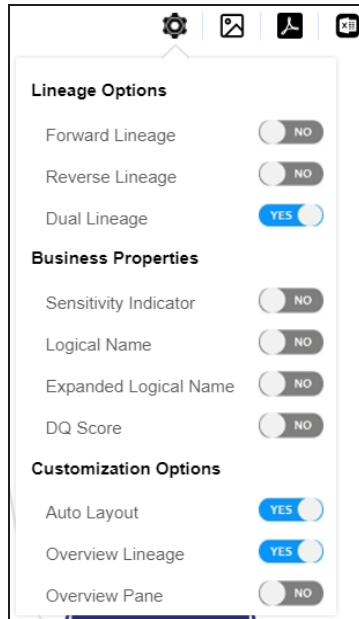 Lineage Options
Forward Lineage NO
Reverse Lineage NO
Dual Lineage YES
Business Properties
Sensitivity Indicator NO
Logical Name NO
Expanded Logical Name NO
DQ Score NO
Customization Options
Auto Layout YES
Overview Lineage YES
Overview Pane NO